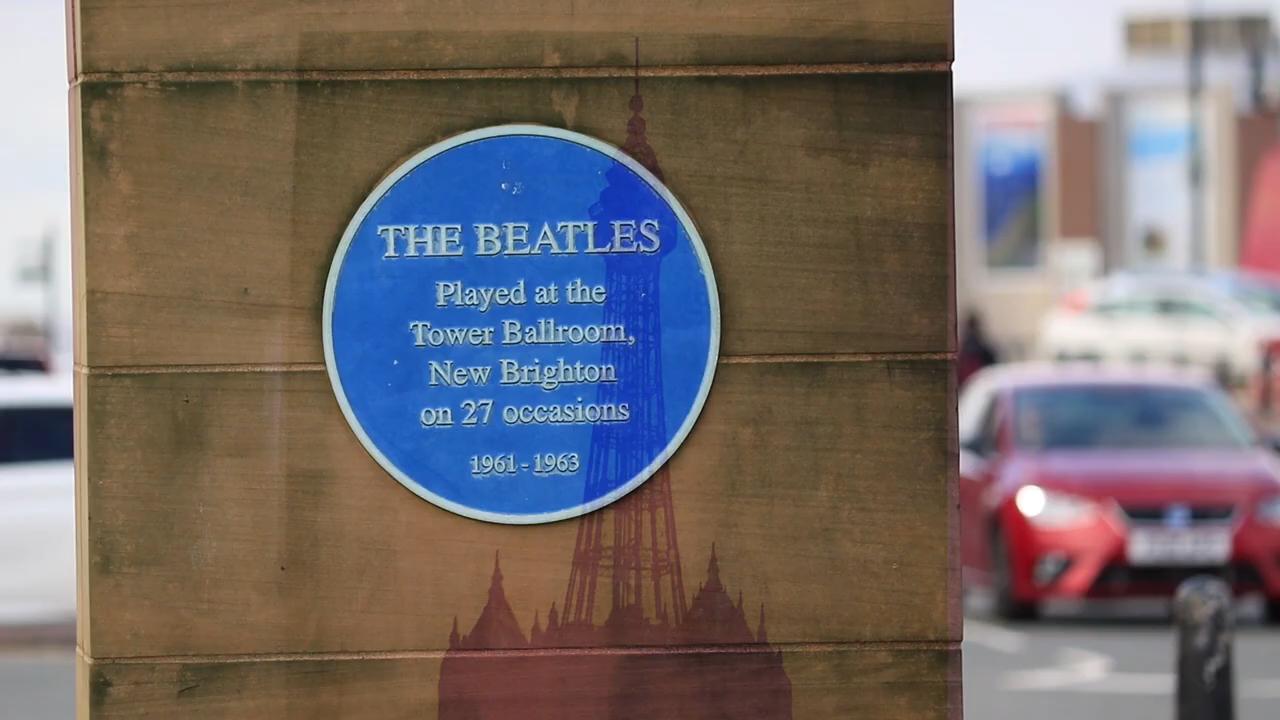 THE BEATLES
Played at the
Tower Ballroom,
New Brighton
on 27 occasions
1961 - 1963